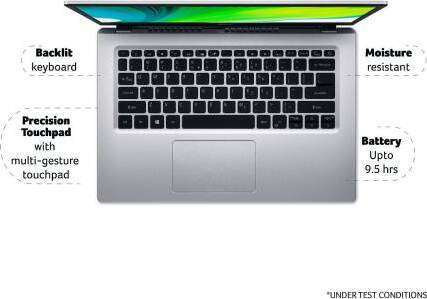 Backlit
keyboard
Moisture
resistant
Precision
Touchpad
with
multi-gesture
touchpad
Battery
Upto
9.5 hrs
*UNDER TEST CONDITIONS